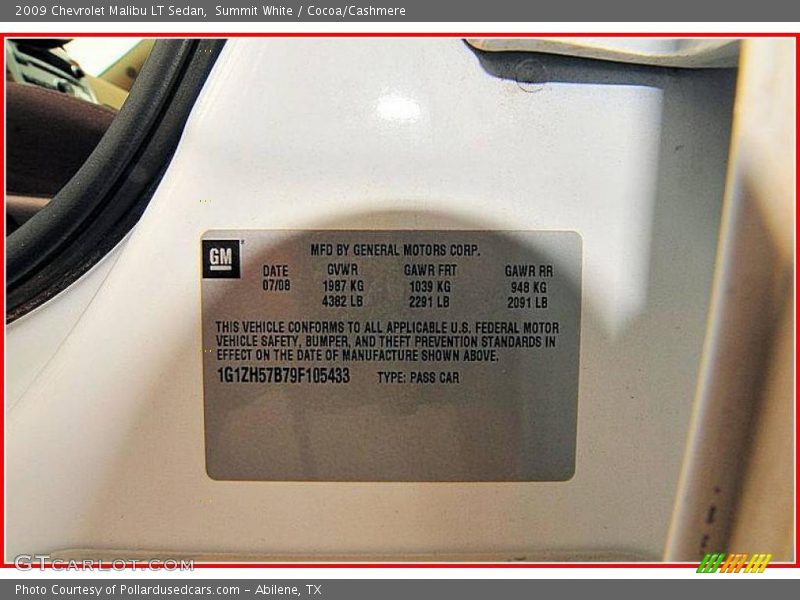 2009 Chevrolet Malibu LT Sedan, Summit White / Cocoa/Cashmere
GM
MFD BY GENERAL MOTORS CORP.
DATE GVWR GAWR FRT GAWR RR
07/08 1987 KG 1039 KG 948 KG
4382 LB 2291 LB 2091 LB
THIS VEHICLE CONFORMS TO ALL APPLICABLE U.S. FEDERAL MOTOR
VEHICLE SAFETY, BUMPER, AND THEFT PREVENTION STANDARDS IN
EFFECT ON THE DATE OF MANUFACTURE SHOWN ABOVE.
1G1ZH57B79F105433 TYPE: PASS CAR
GTCARLOT.COM
Photo Courtesy of Pollardusedcars.com - Abilene, TX